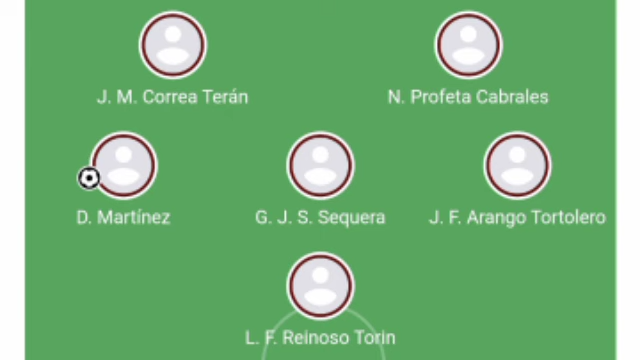 J. M. Correa Terán
N. Profeta Cabrales
D. Martínez
G. J. S. Sequera
J. F. Arango Tortolero
L. F. Reinoso Torin